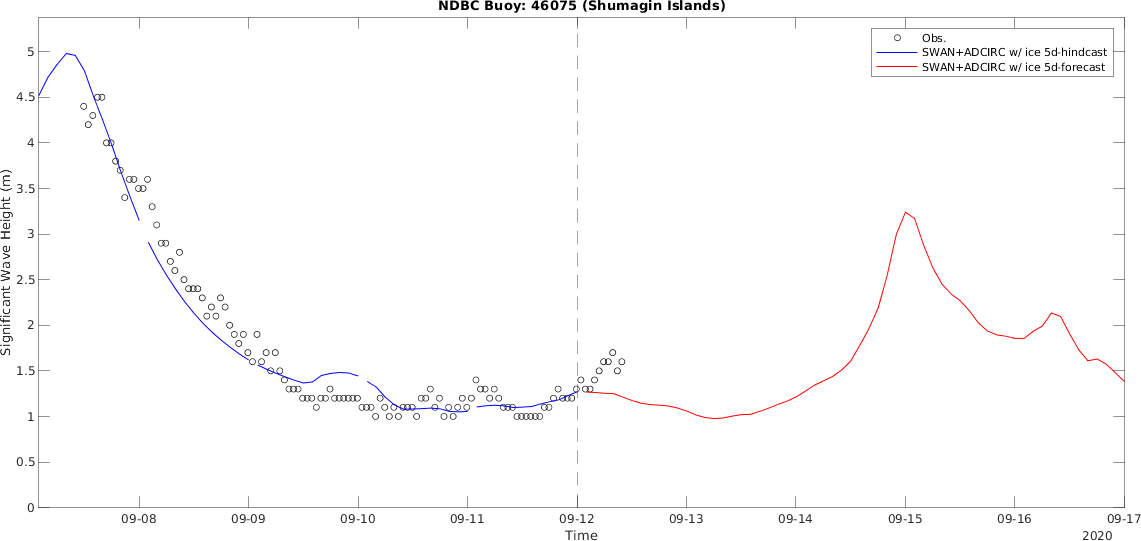 NDBC Buoy: 46075 (Shumagin Islands)
Obs.
SWAN+ADCIRC w/ ice 5d-hindcast
SWAN+ADCIRC w/ ice 5d-forecast
Significant Wave Height (m)
5
4.5
4
3.5
3
2.5
2
1.5
1
0.5
0
09-08 09-09 09-10 09-11 09-12 09-13 09-14 09-15 09-16 09-17
Time
2020